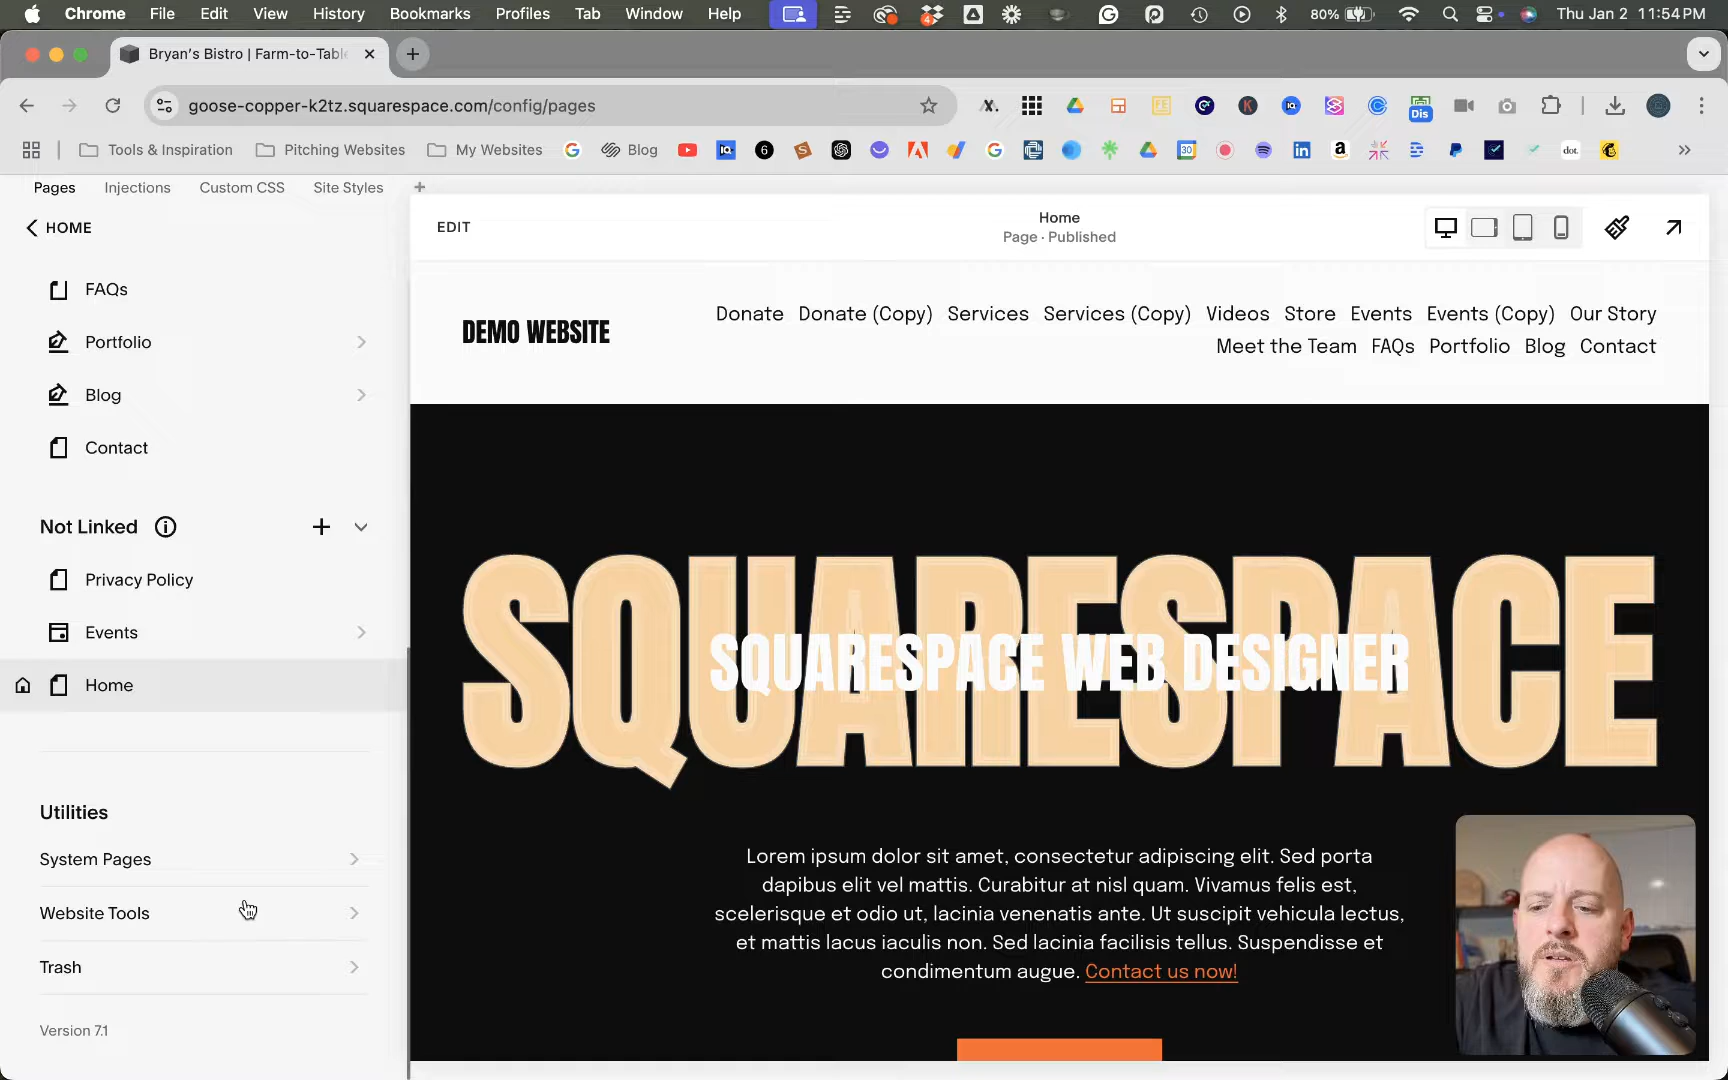 Chrome File Edit View History Bookmarks Profiles Tab Window Help 4 80% Thu Jan 2 11:54 PM
Bryan's Bistro | Farm-to-Table
goose-copper-k2tz.squarespace.com/config/pages
Dis
Tools & Inspiration Pitching Websites My Websites Blog
Pages Injections Custom CSS Site Styles
HOME
FAQs
Portfolio
Blog
Contact
Not Linked
Privacy Policy
Events
Home
Utilities
System Pages
Website Tools
Trash
Version 7.1
EDIT
Home
Page · Published
DEMO WEBSITE
Donate Donate (Copy) Services Services (Copy) Videos Store Events Events (Copy) Our Story
Meet the Team FAQs Portfolio Blog Contact
SQUARESPACE
SQUARESPACE WEB DESIGNER
Lorem ipsum dolor sit amet, consectetur adipiscing elit. Sed porta
dapibus elit vel mattis. Curabitur at nisl quam. Vivamus felis est,
scelerisque et odio ut, lacinia venenatis ante. Ut suscipit vehicula lectus,
et mattis lacus iaculis non. Sed lacinia facilisis tellus. Suspendisse et
condimentum augue. Contact us now!